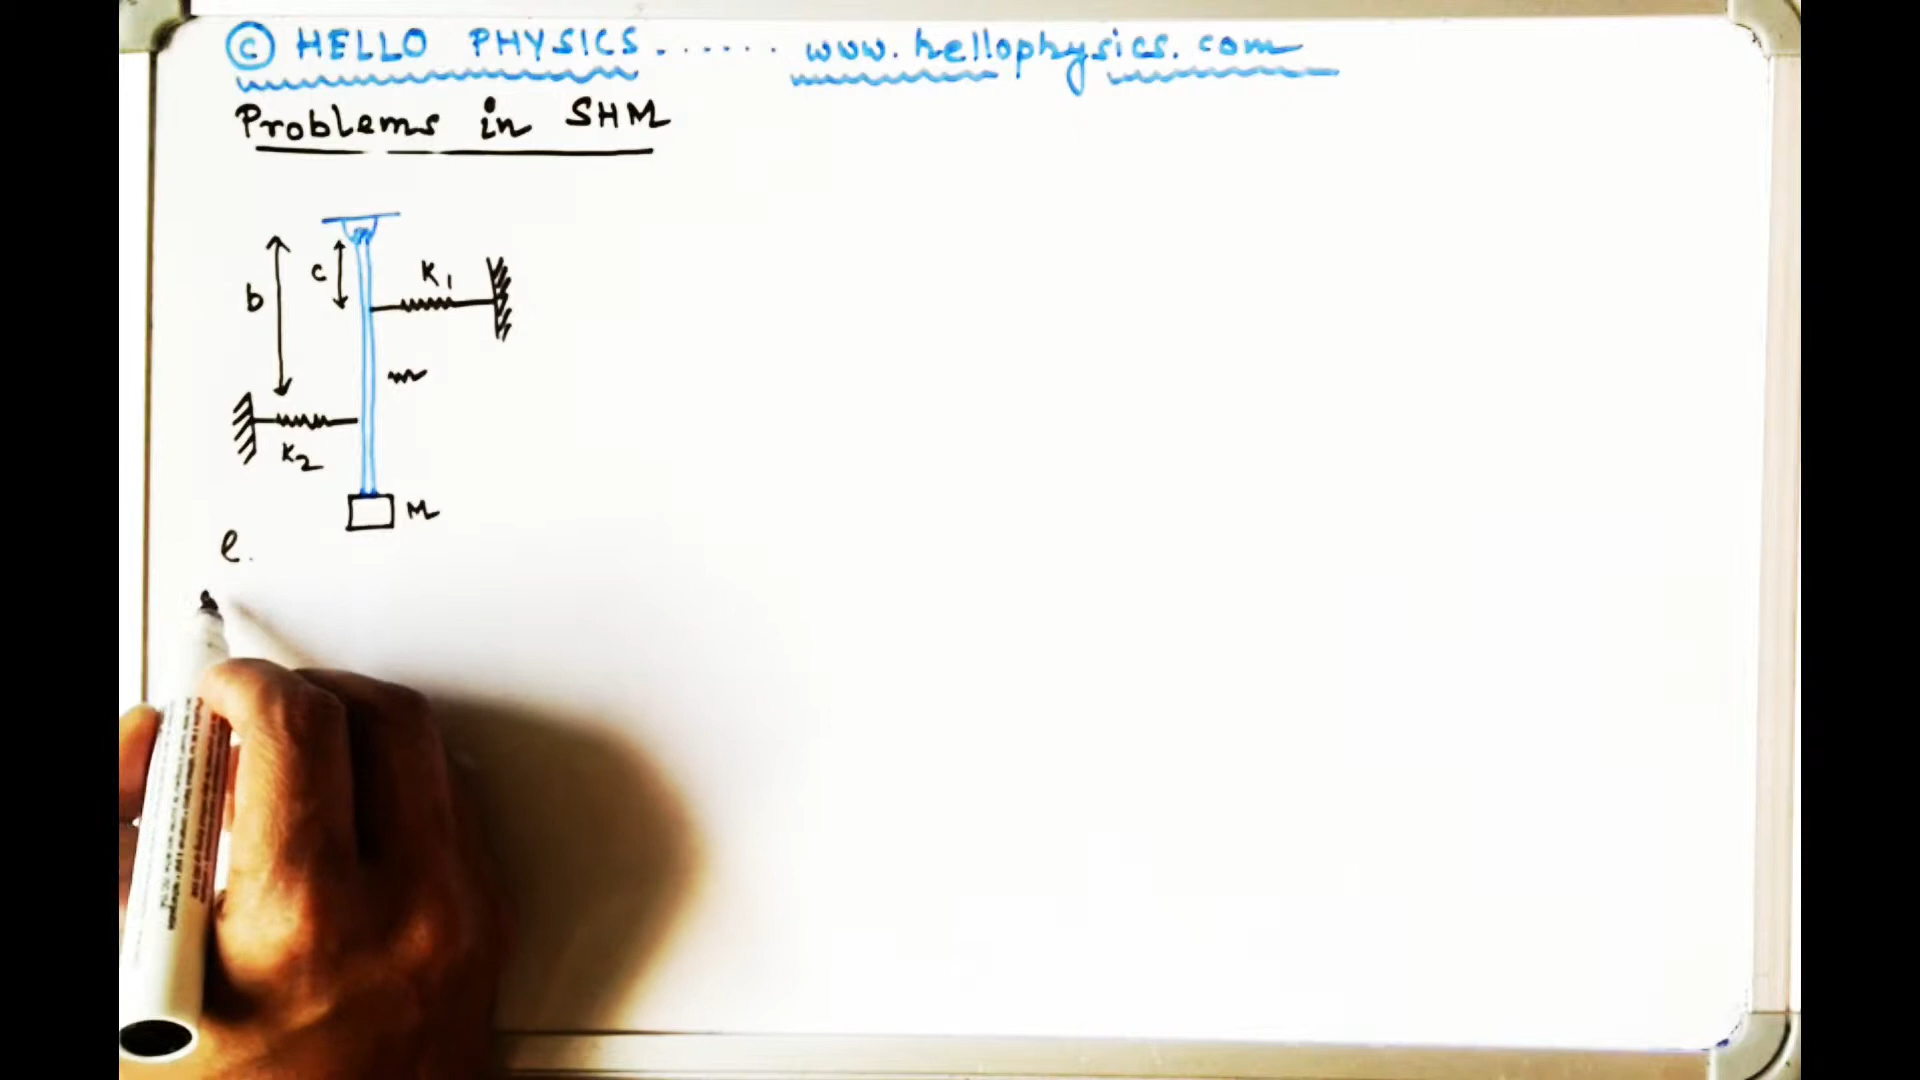 © HELLO PHYSICS...... www.hellophysics.com
Problems in SHM
c
K1
b
m
K2
M
l.